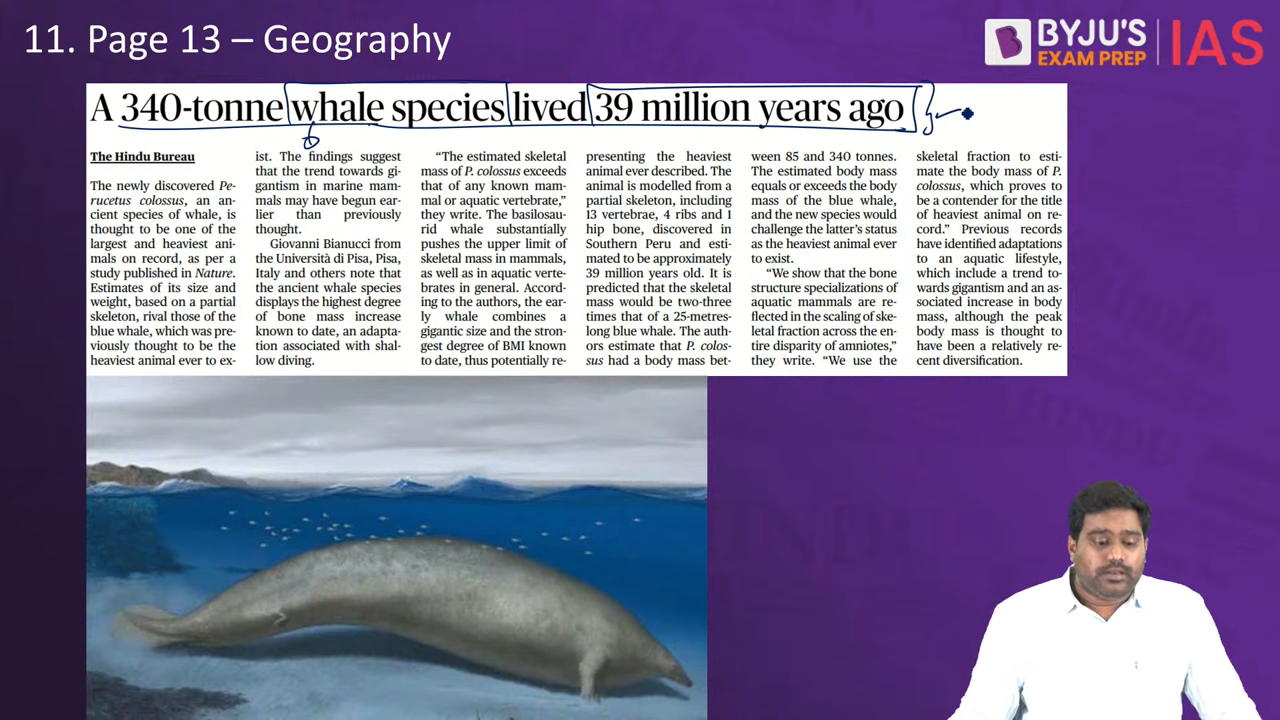 11. Page 13 – Geography
BYJU'S
EXAM PREP
IAS
A 340-tonne whale species lived 39 million years ago
The Hindu Bureau
The newly discovered Pe-
rucetus colossus, an an-
cient species of whale, is
thought to be one of the
largest and heaviest ani-
mals on record, as per a
study published in Nature.
Estimates of its size and
weight, based on a partial
skeleton, rival those of the
blue whale, which was pre-
viously thought to be the
heaviest animal ever to ex-
ist. The findings suggest
that the trend towards gi-
gantism in marine mam-
mals may have begun ear-
lier than previously
thought.
Giovanni Bianucci from
the Università di Pisa, Pisa,
Italy and others note that
the ancient whale species
displays the highest degree
of bone mass increase
known to date, an adapta-
tion associated with shal-
low diving.
"The estimated skeletal
mass of P. colossus exceeds
that of any known mam-
mal or aquatic vertebrate,"
they write. The basilosau-
rid whale substantially
pushes the upper limit of
skeletal mass in mammals,
as well as in aquatic verte-
brates in general. Accord-
ing to the authors, the ear-
ly whale combines a
gigantic size and the stron-
gest degree of BMI known
to date, thus potentially re-
presenting the heaviest
animal ever described. The
animal is modelled from a
partial skeleton, including
13 vertebrae, 4 ribs and 1
hip bone, discovered in
Southern Peru and esti-
mated to be approximately
39 million years old. It is
predicted that the skeletal
mass would be two-three
times that of a 25-metres-
long blue whale. The auth-
ors estimate that P. colos-
sus had a body mass bet-
ween 85 and 340 tonnes.
The estimated body mass
equals or exceeds the body
mass of the blue whale,
and the new species would
challenge the latter's status
as the heaviest animal ever
to exist.
"We show that the bone
structure specializations of
aquatic mammals are re-
flected in the scaling of ske-
letal fraction across the en-
tire disparity of amniotes,"
they write. "We use the
skeletal fraction to esti-
mate the body mass of P.
colossus, which proves to
be a contender for the title
of heaviest animal on re-
cord." Previous records
have identified adaptations
to an aquatic lifestyle,
which include a trend to-
wards gigantism and an as-
sociated increase in body
mass, although the peak
body mass is thought to
have been a relatively re-
cent diversification.